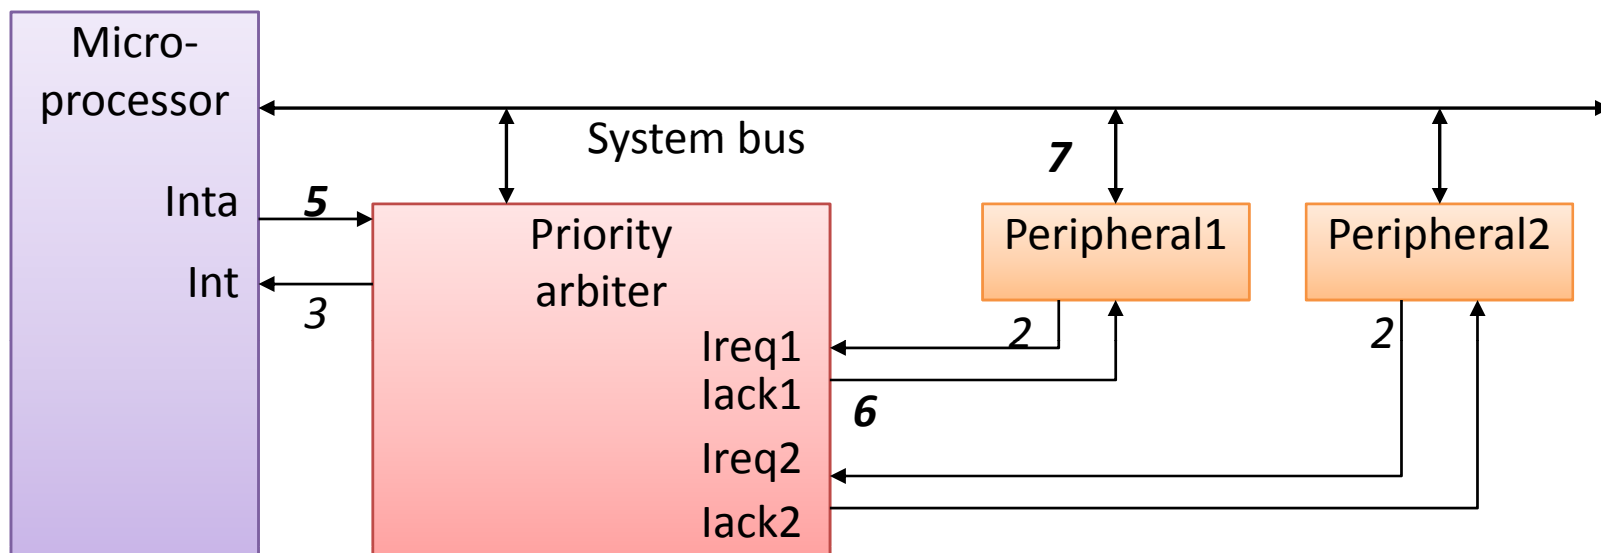 Micro-
processor
System bus
7
Inta
5
Priority
arbiter
Peripheral1
Peripheral2
Int
3
2
2
Ireq1
Iack1
6
Ireq2
Iack2